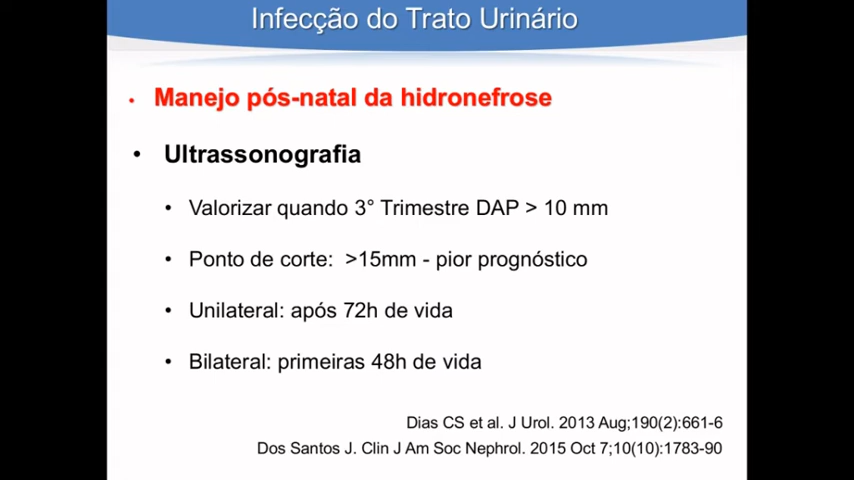 Infecção do Trato Urinário
• Manejo pós-natal da hidronefrose
• Ultrassonografia
• Valorizar quando 3° Trimestre DAP > 10 mm
• Ponto de corte: >15mm - pior prognóstico
• Unilateral: após 72h de vida
• Bilateral: primeiras 48h de vida
Dias CS et al. J Urol. 2013 Aug;190(2):661-6
Dos Santos J. Clin J Am Soc Nephrol. 2015 Oct 7;10(10):1783-90